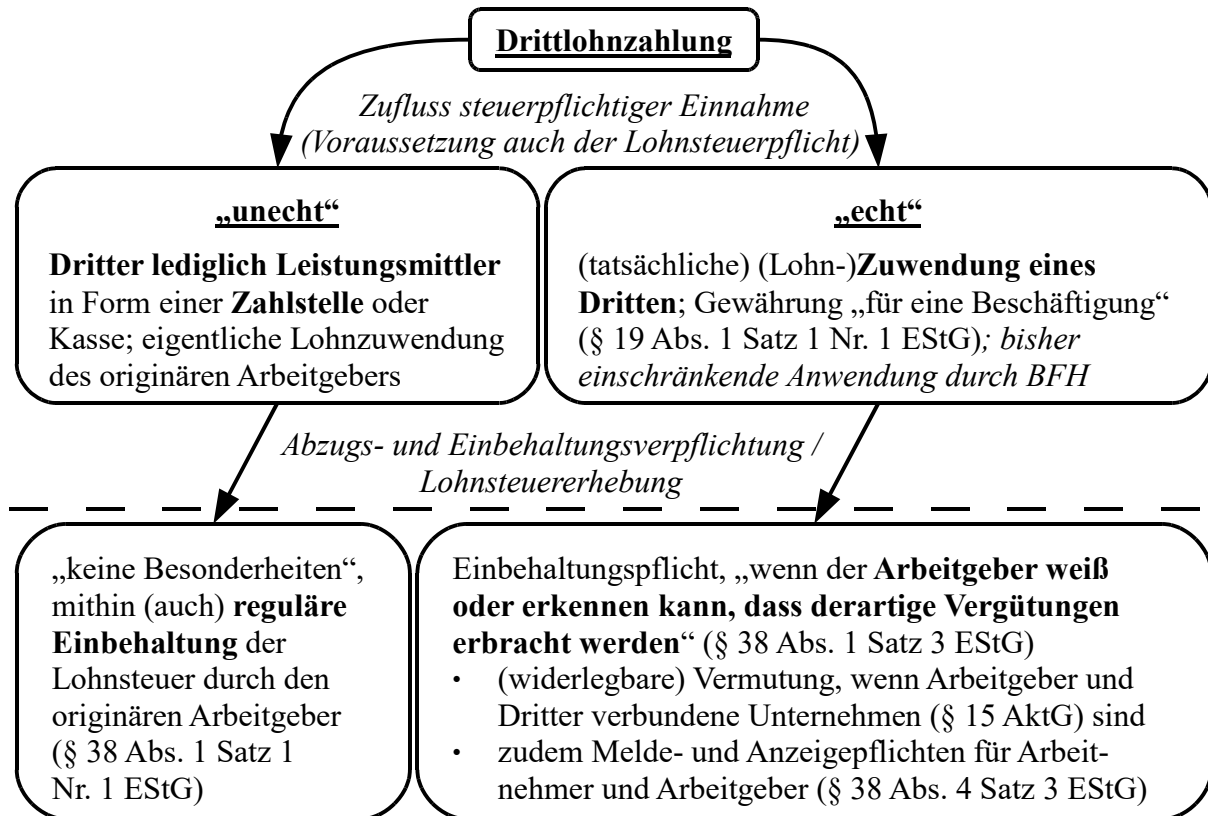 Drittlohnzahlung
Zufluss steuerpflichtiger Einnahme
(Voraussetzung auch der Lohnsteuerpflicht)
„unecht“
Dritter lediglich Leistungsmittler
in Form einer Zahlstelle oder
Kasse; eigentliche Lohnzuwendung
des originären Arbeitgebers
„echt“
(tatsächliche) (Lohn-)Zuwendung eines
Dritten; Gewährung „für eine Beschäftigung“
(§ 19 Abs. 1 Satz 1 Nr. 1 EStG); bisher
einschränkende Anwendung durch BFH
Abzugs- und Einbehaltungsverpflichtung /
Lohnsteuererhebung
„keine Besonderheiten“,
mithin (auch) reguläre
Einbehaltung der
Lohnsteuer durch den
originären Arbeitgeber
(§ 38 Abs. 1 Satz 1
Nr. 1 EStG)
Einbehaltungspflicht, „wenn der Arbeitgeber weiß
oder erkennen kann, dass derartige Vergütungen
erbracht werden“ (§ 38 Abs. 1 Satz 3 EStG)
• (widerlegbare) Vermutung, wenn Arbeitgeber und
Dritter verbundene Unternehmen (§ 15 AktG) sind
• zudem Melde- und Anzeigepflichten für Arbeit-
nehmer und Arbeitgeber (§ 38 Abs. 4 Satz 3 EStG)